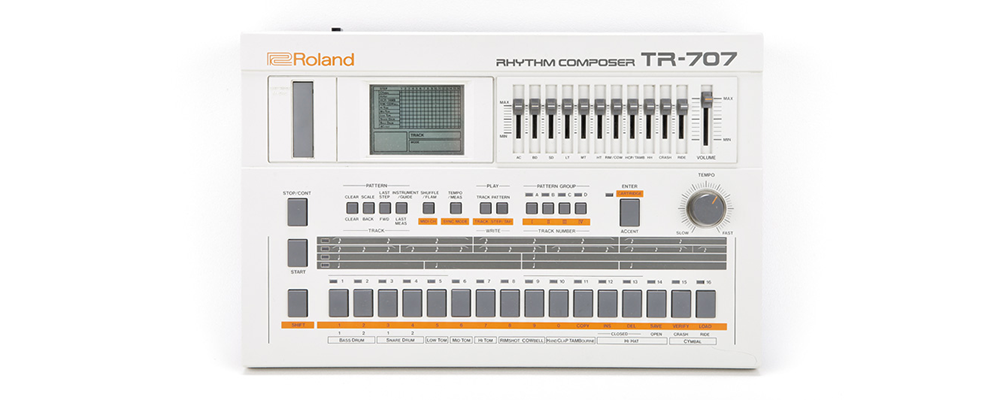 Roland
RHYTHM COMPOSER TR-707
TRACK
MODE
MAX MAX
MIN MIN
AC BD SD LT MT HT RIM/COW HCP/TAMB HH CRASH RIDE VOLUME
TEMPO
PATTERN PLAY PATTERN GROUP ENTER
STOP/CONT CLEAR SCALE LAST STEP INSTRUMENT/GUIDE SHUFFLE/FLAM TEMPO/MEAS TRACK PATTERN A B C D
CLEAR BACK FWD LAST MEAS ACCENT SLOW FAST
TRACK WRITE TRACK NUMBER
START
1 2 3 4 5 6 7 8 9 10 11 12 13 14 15 16
SHIFT 1 2 3 4 5 6 7 8 9 0 COPY INS DEL SAVE VERIFY LOAD
1 2 1 2 CLOSED OPEN CRASH RIDE
BASS DRUM SNARE DRUM LOW TOM MID TOM HI TOM RIMSHOT COWBELL HANDCLAP TAMBOURINE HI HAT CYMBAL